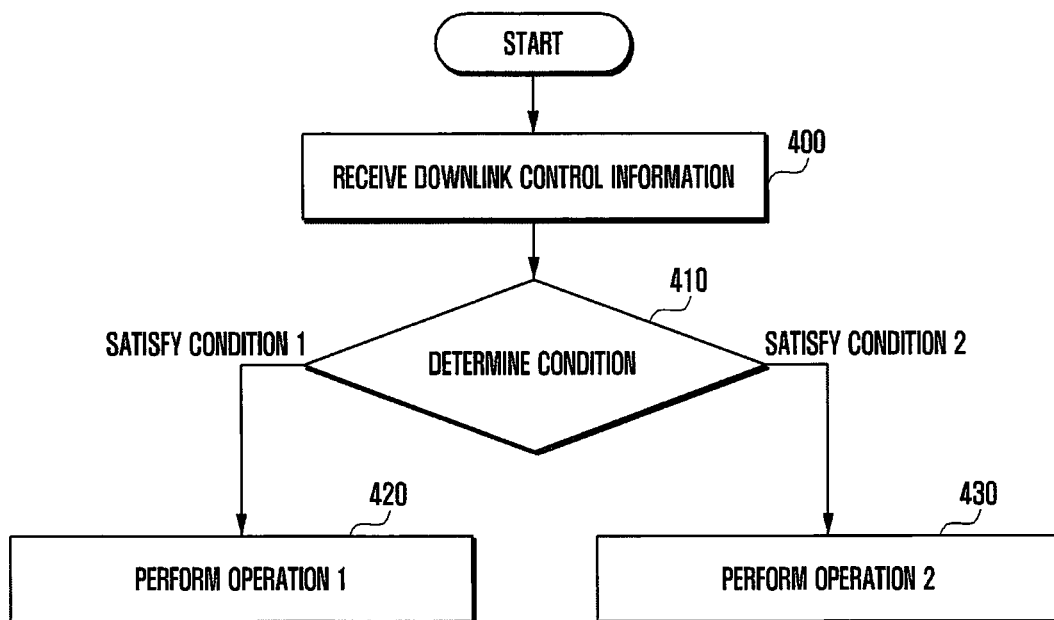 START
400
RECEIVE DOWNLINK CONTROL INFORMATION
410
SATISFY CONDITION 1
SATISFY CONDITION 2
DETERMINE CONDITION
420
430
PERFORM OPERATION 1
PERFORM OPERATION 2